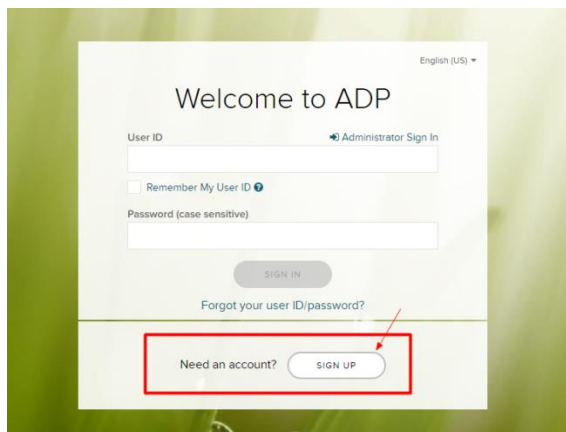 English (US)
Welcome to ADP
User ID
Administrator Sign In
Remember My User ID
Password (case sensitive)
SIGN IN
Forgot your user ID/password?
Need an account?
SIGN UP